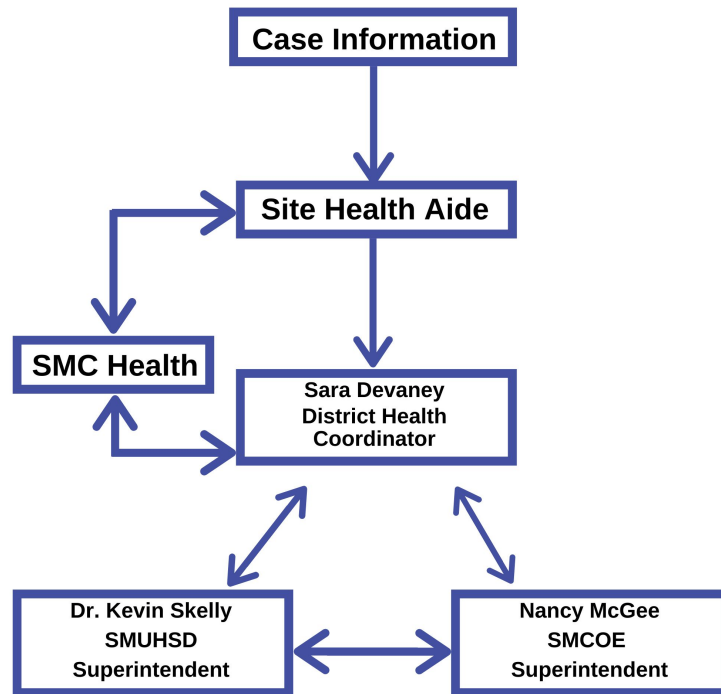 Case Information
Site Health Aide
SMC Health
Sara Devaney
District Health
Coordinator
Dr. Kevin Skelly
SMUHSD
Superintendent
Nancy McGee
SMCOE
Superintendent